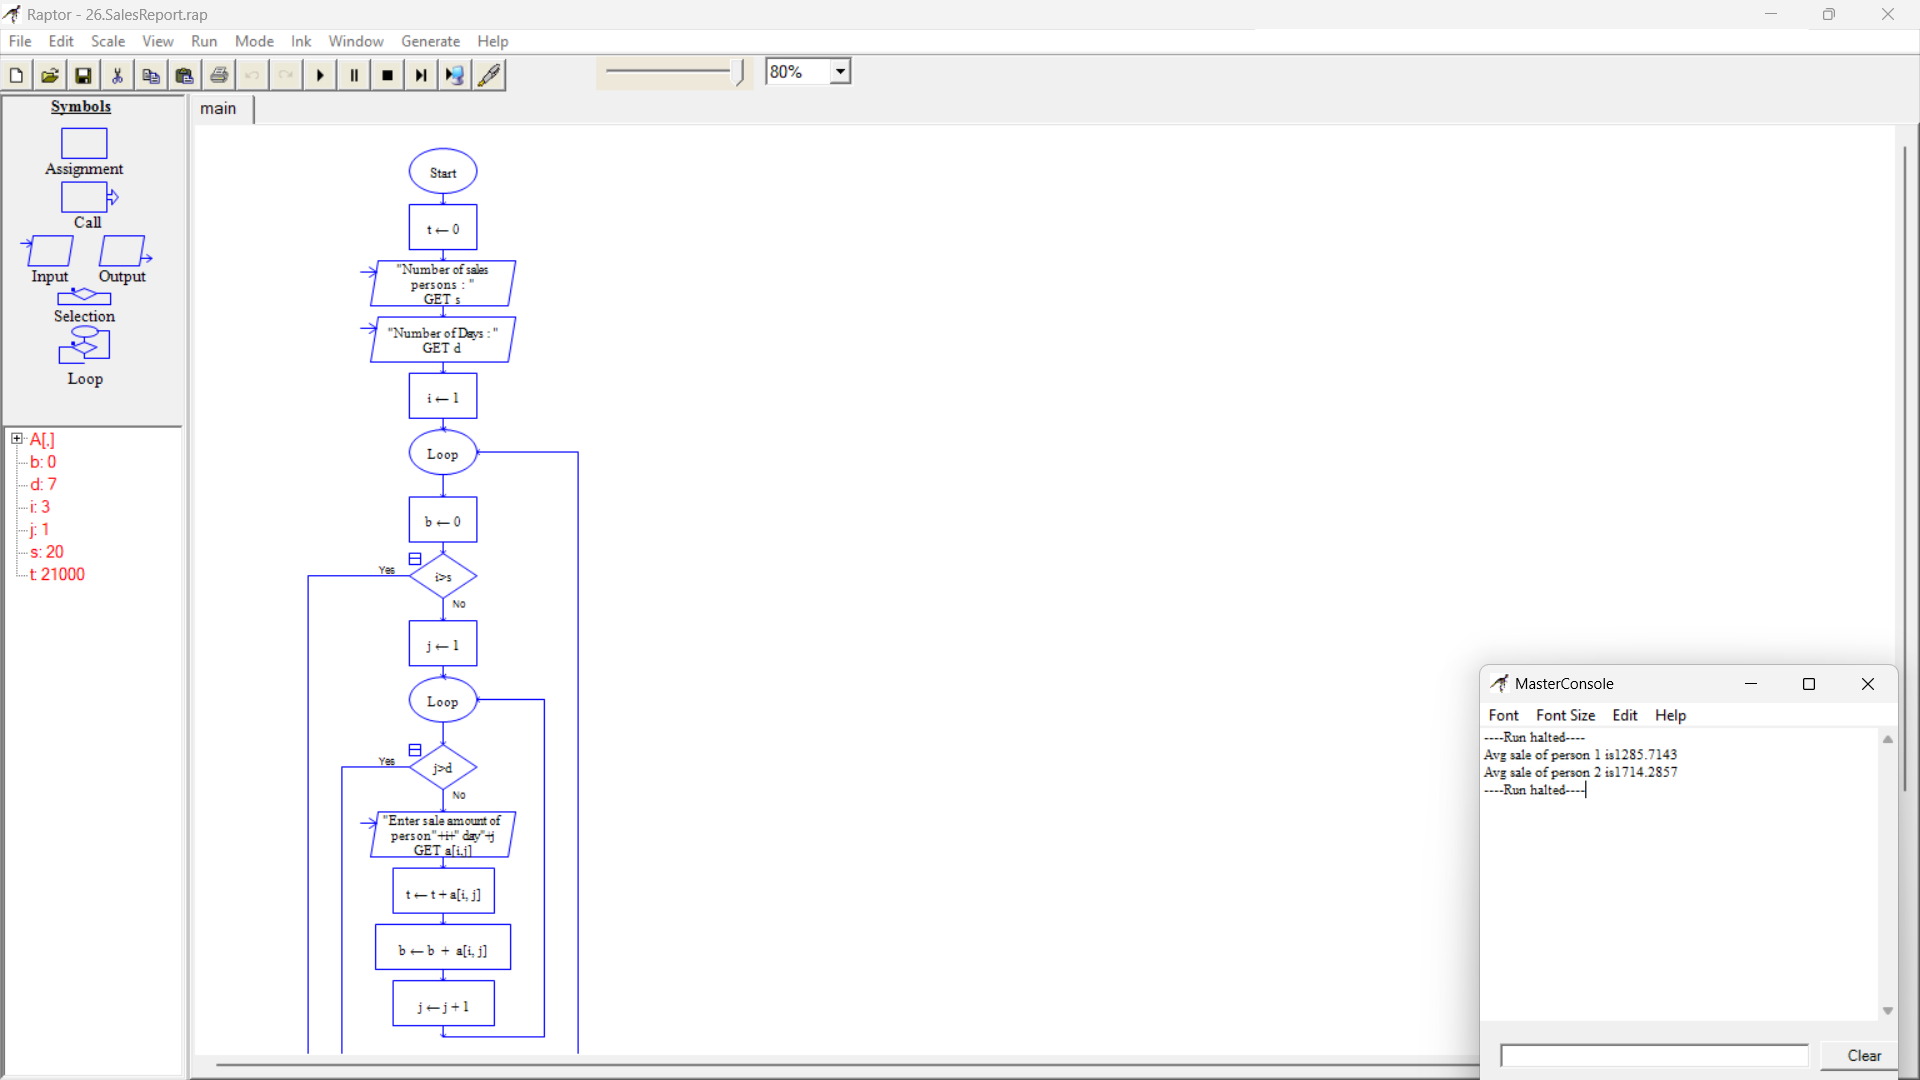 Raptor - 26.SalesReport.rap
File Edit Scale View Run Mode Ink Window Generate Help
80%
Symbols
Assignment
Call
Input Output
Selection
Loop
A[,]
b: 0
d: 7
i: 3
j: 1
s: 20
t: 21000
main
Start
t ← 0
"Number of sales
persons : "
GET s
"Number of Days : "
GET d
i ← 1
Loop
b ← 0
Yes
i>s
No
j ← 1
Loop
Yes
j>d
No
"Enter sale amount of
person"+i+" day"+j
GET a[i,j]
t ← t + a[i, j]
b ← b + a[i, j]
j ← j + 1
MasterConsole
Font Font Size Edit Help
----Run halted----
Avg sale of person 1 is1285.7143
Avg sale of person 2 is1714.2857
----Run halted----
Clear